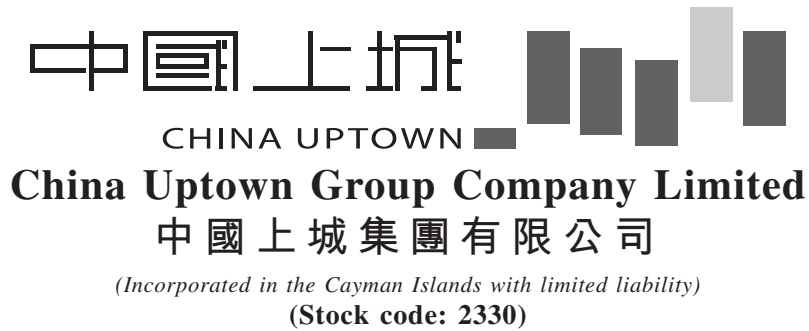 中國上城
CHINA UPTOWN
China Uptown Group Company Limited
中國上城集團有限公司
(Incorporated in the Cayman Islands with limited liability)
(Stock code: 2330)